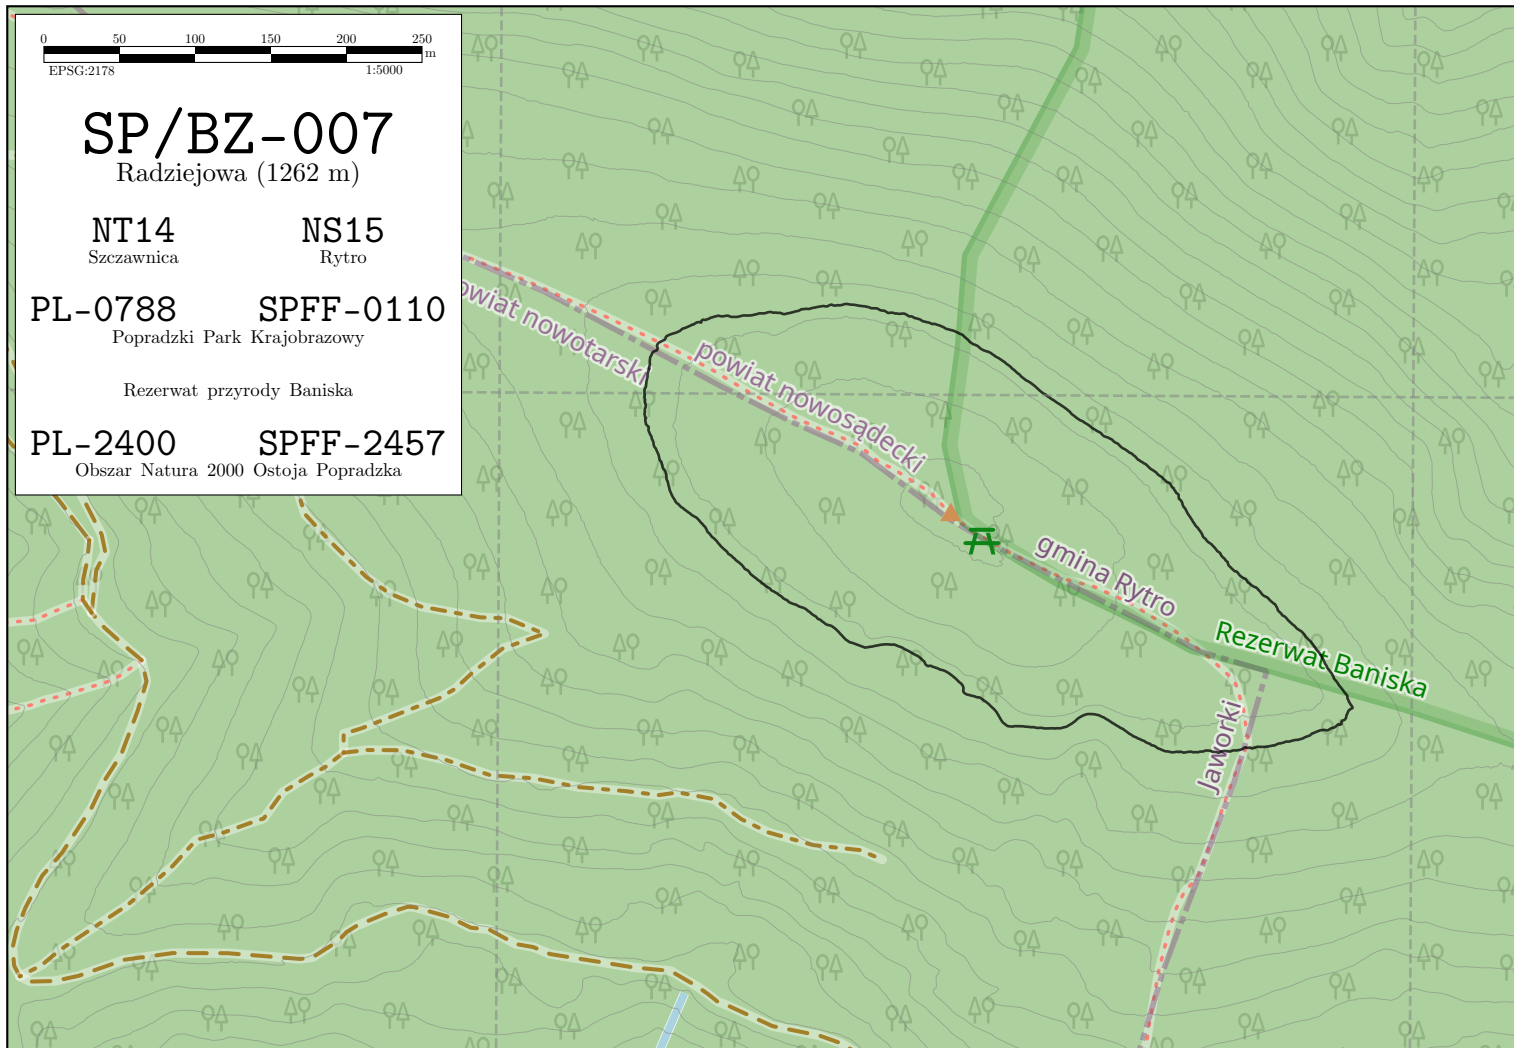 0 50 100 150 200 250
m
EPSG:2178 1:5000
SP/BZ-007
Radziejowa (1262 m)
NT14 NS15
Szczawnica Rytro
PL-0788 SPFF-0110
Popradzki Park Krajobrazowy
Rezerwat przyrody Baniska
PL-2400 SPFF-2457
Obszar Natura 2000 Ostoja Popradzka
owiat nowotarski
powiat nowosądecki
gmina Rytro
Rezerwat Baniska
Jaworki